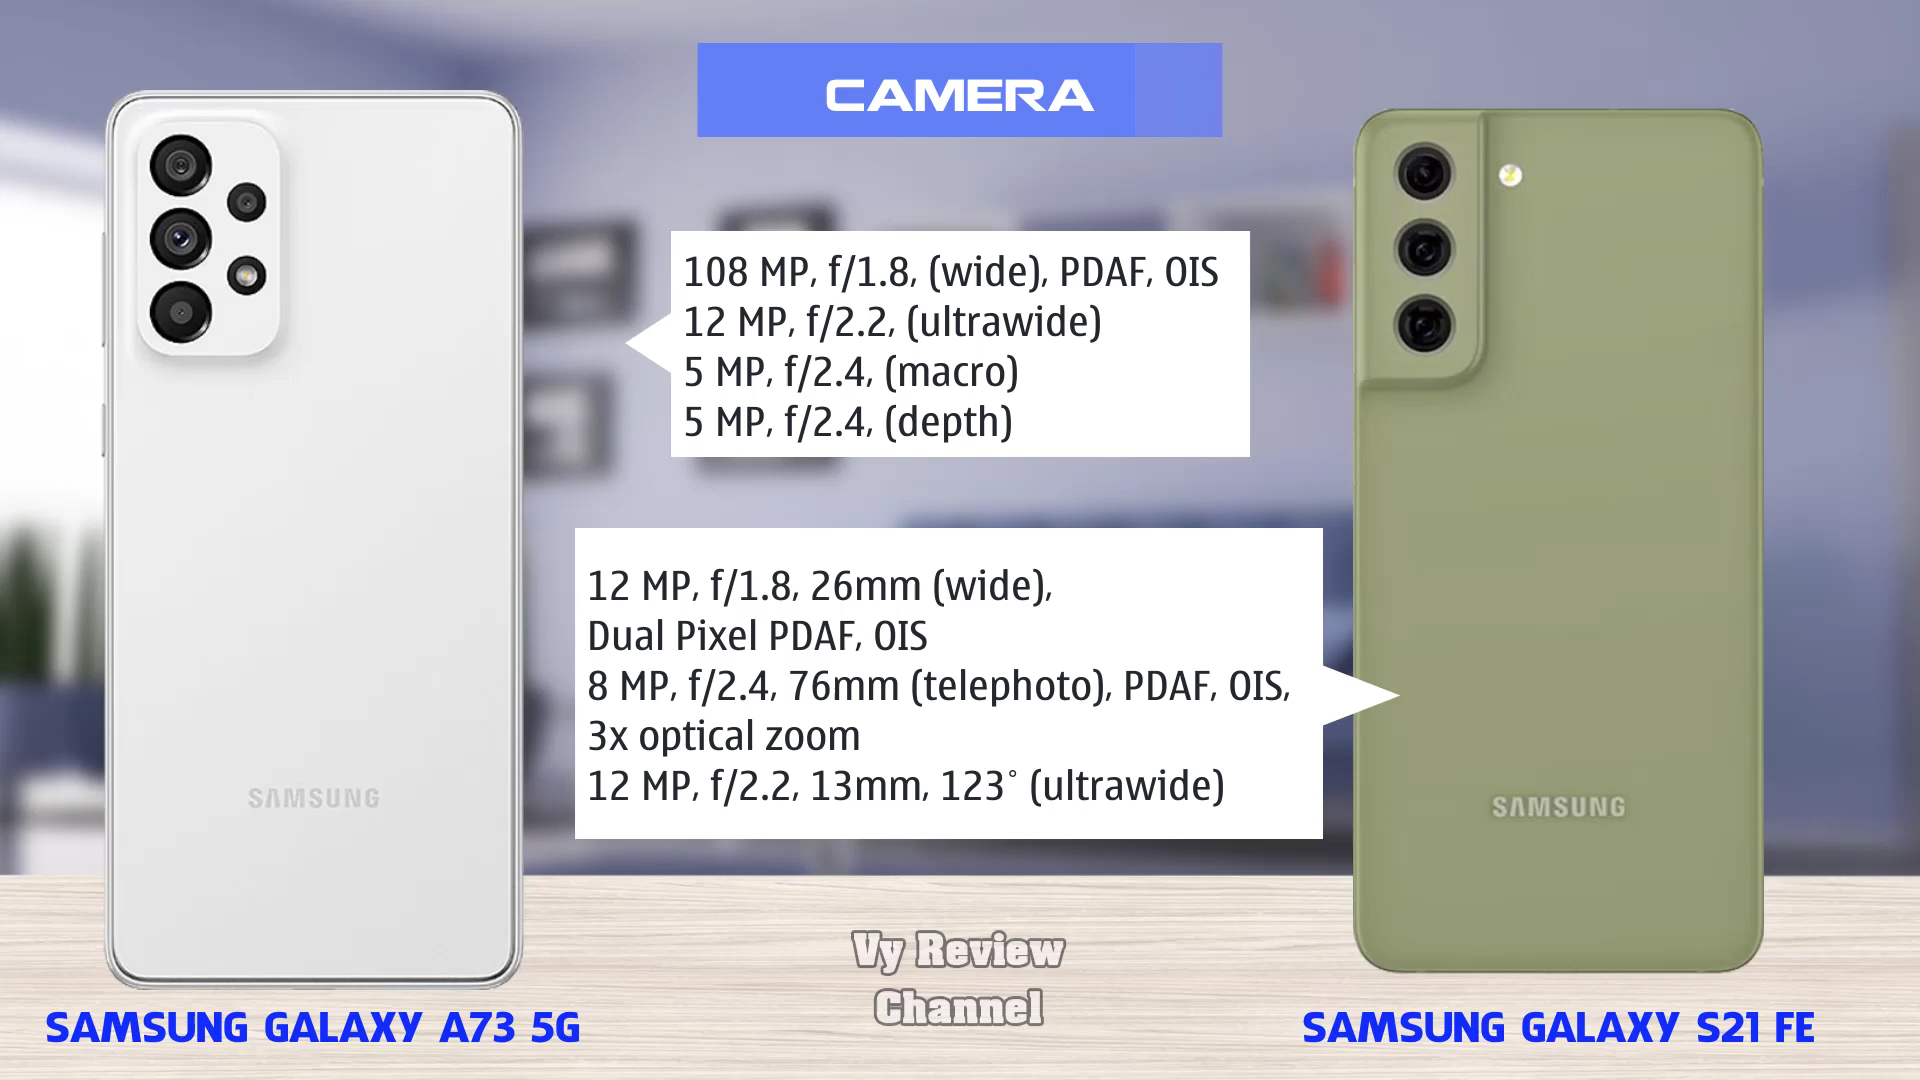 CAMERA
108 MP, f/1.8, (wide), PDAF, OIS
12 MP, f/2.2, (ultrawide)
5 MP, f/2.4, (macro)
5 MP, f/2.4, (depth)
12 MP, f/1.8, 26mm (wide),
Dual Pixel PDAF, OIS
8 MP, f/2.4, 76mm (telephoto), PDAF, OIS,
3x optical zoom
12 MP, f/2.2, 13mm, 123˚ (ultrawide)
SAMSUNG
SAMSUNG
Vy Review
Channel
SAMSUNG GALAXY A73 5G
SAMSUNG GALAXY S21 FE